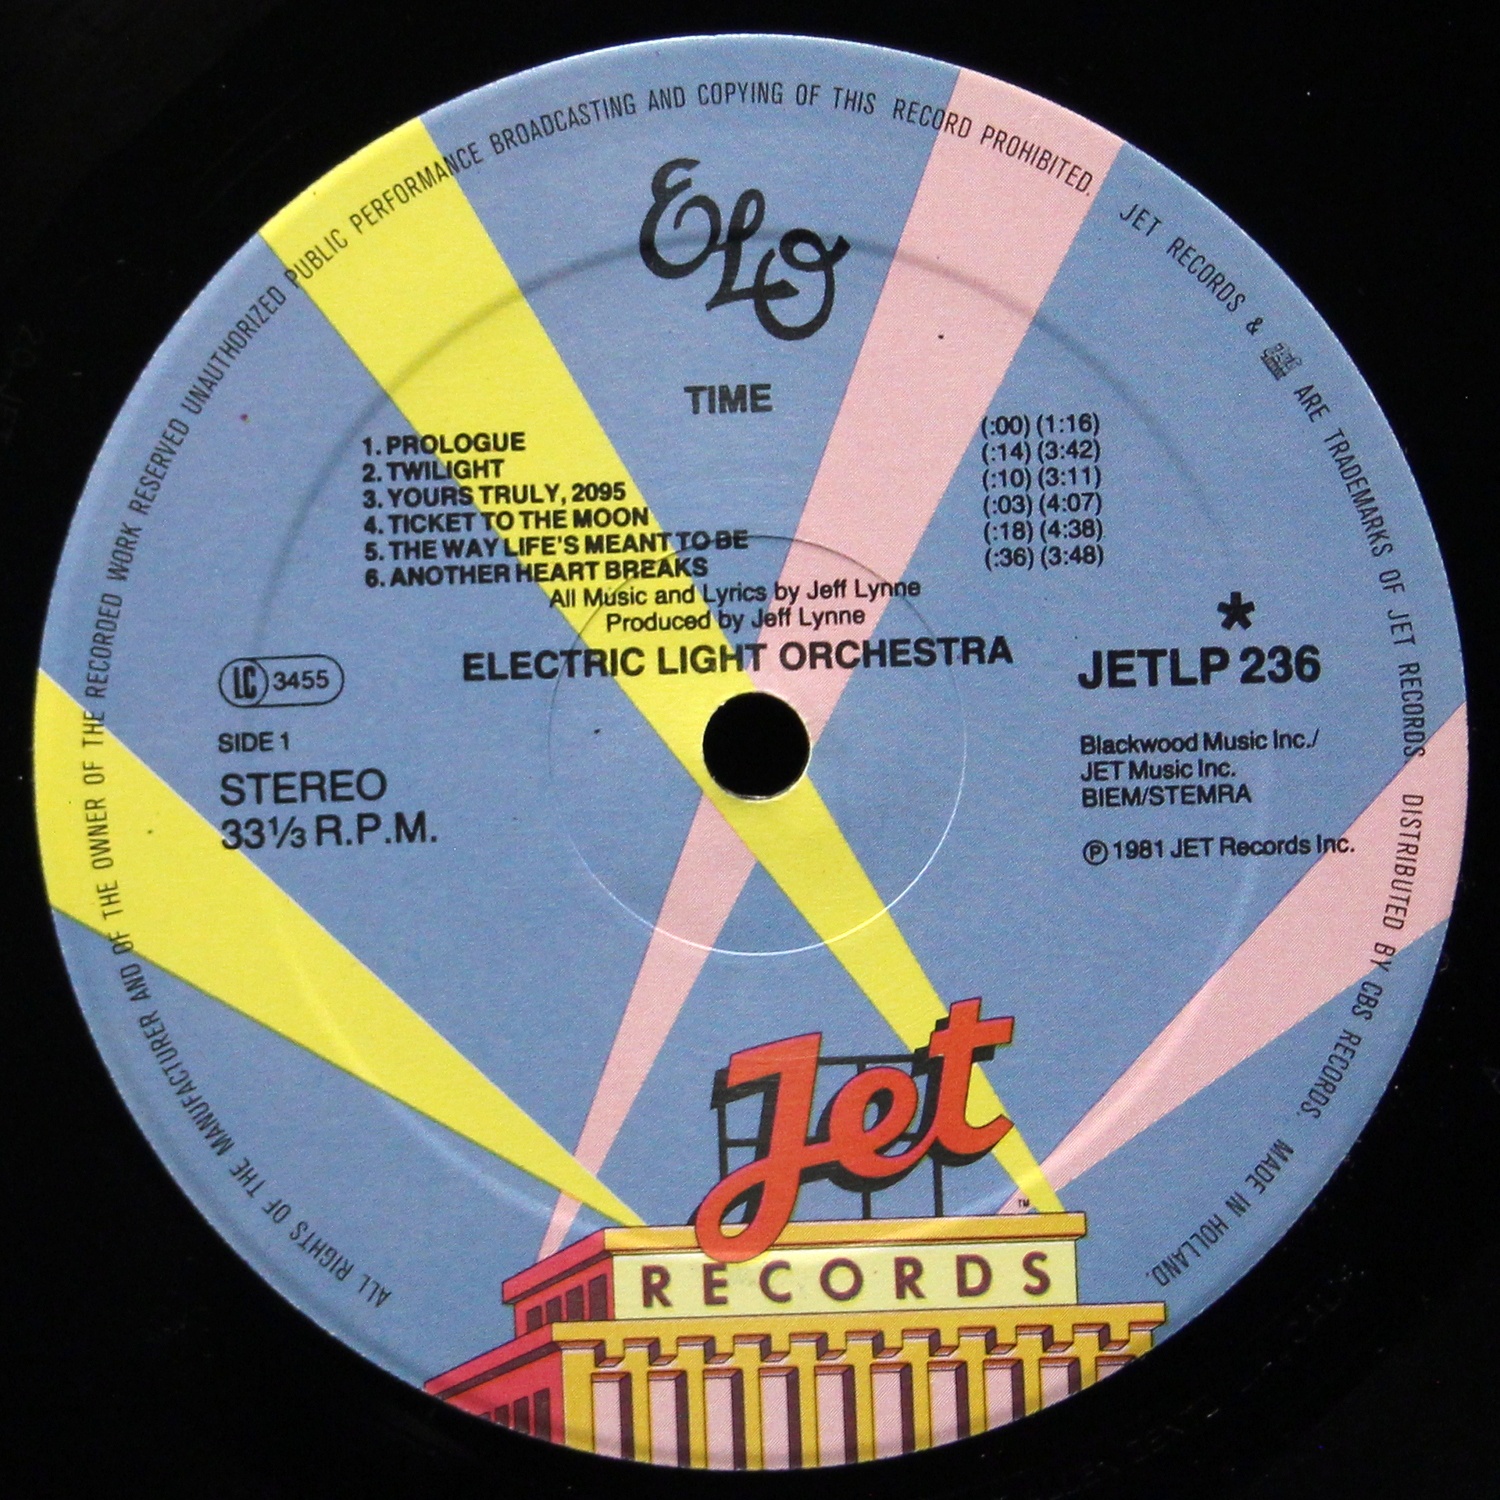 ALL RIGHTS OF THE MANUFACTURER AND OF THE OWNER OF THE RECORDED WORK RESERVED UNAUTHORIZED PUBLIC PERFORMANCE BROADCASTING AND COPYING OF THIS RECORD PROHIBITED. JET RECORDS & Jet ARE TRADEMARKS OF JET RECORDS DISTRIBUTED BY CBS RECORDS. MADE IN HOLLAND.
ELO
TIME
1. PROLOGUE (:00) (1:16)
2. TWILIGHT (:14) (3:42)
3. YOURS TRULY, 2095 (:10) (3:11)
4. TICKET TO THE MOON (:03) (4:07)
5. THE WAY LIFE'S MEANT TO BE (:18) (4:38)
6. ANOTHER HEART BREAKS (:36) (3:48)
All Music and Lyrics by Jeff Lynne
Produced by Jeff Lynne
ELECTRIC LIGHT ORCHESTRA
LC 3455
SIDE 1
STEREO
33⅓ R.P.M.
*
JETLP 236
Blackwood Music Inc./
JET Music Inc.
BIEM/STEMRA
℗ 1981 JET Records Inc.
Jet
TM
RECORDS